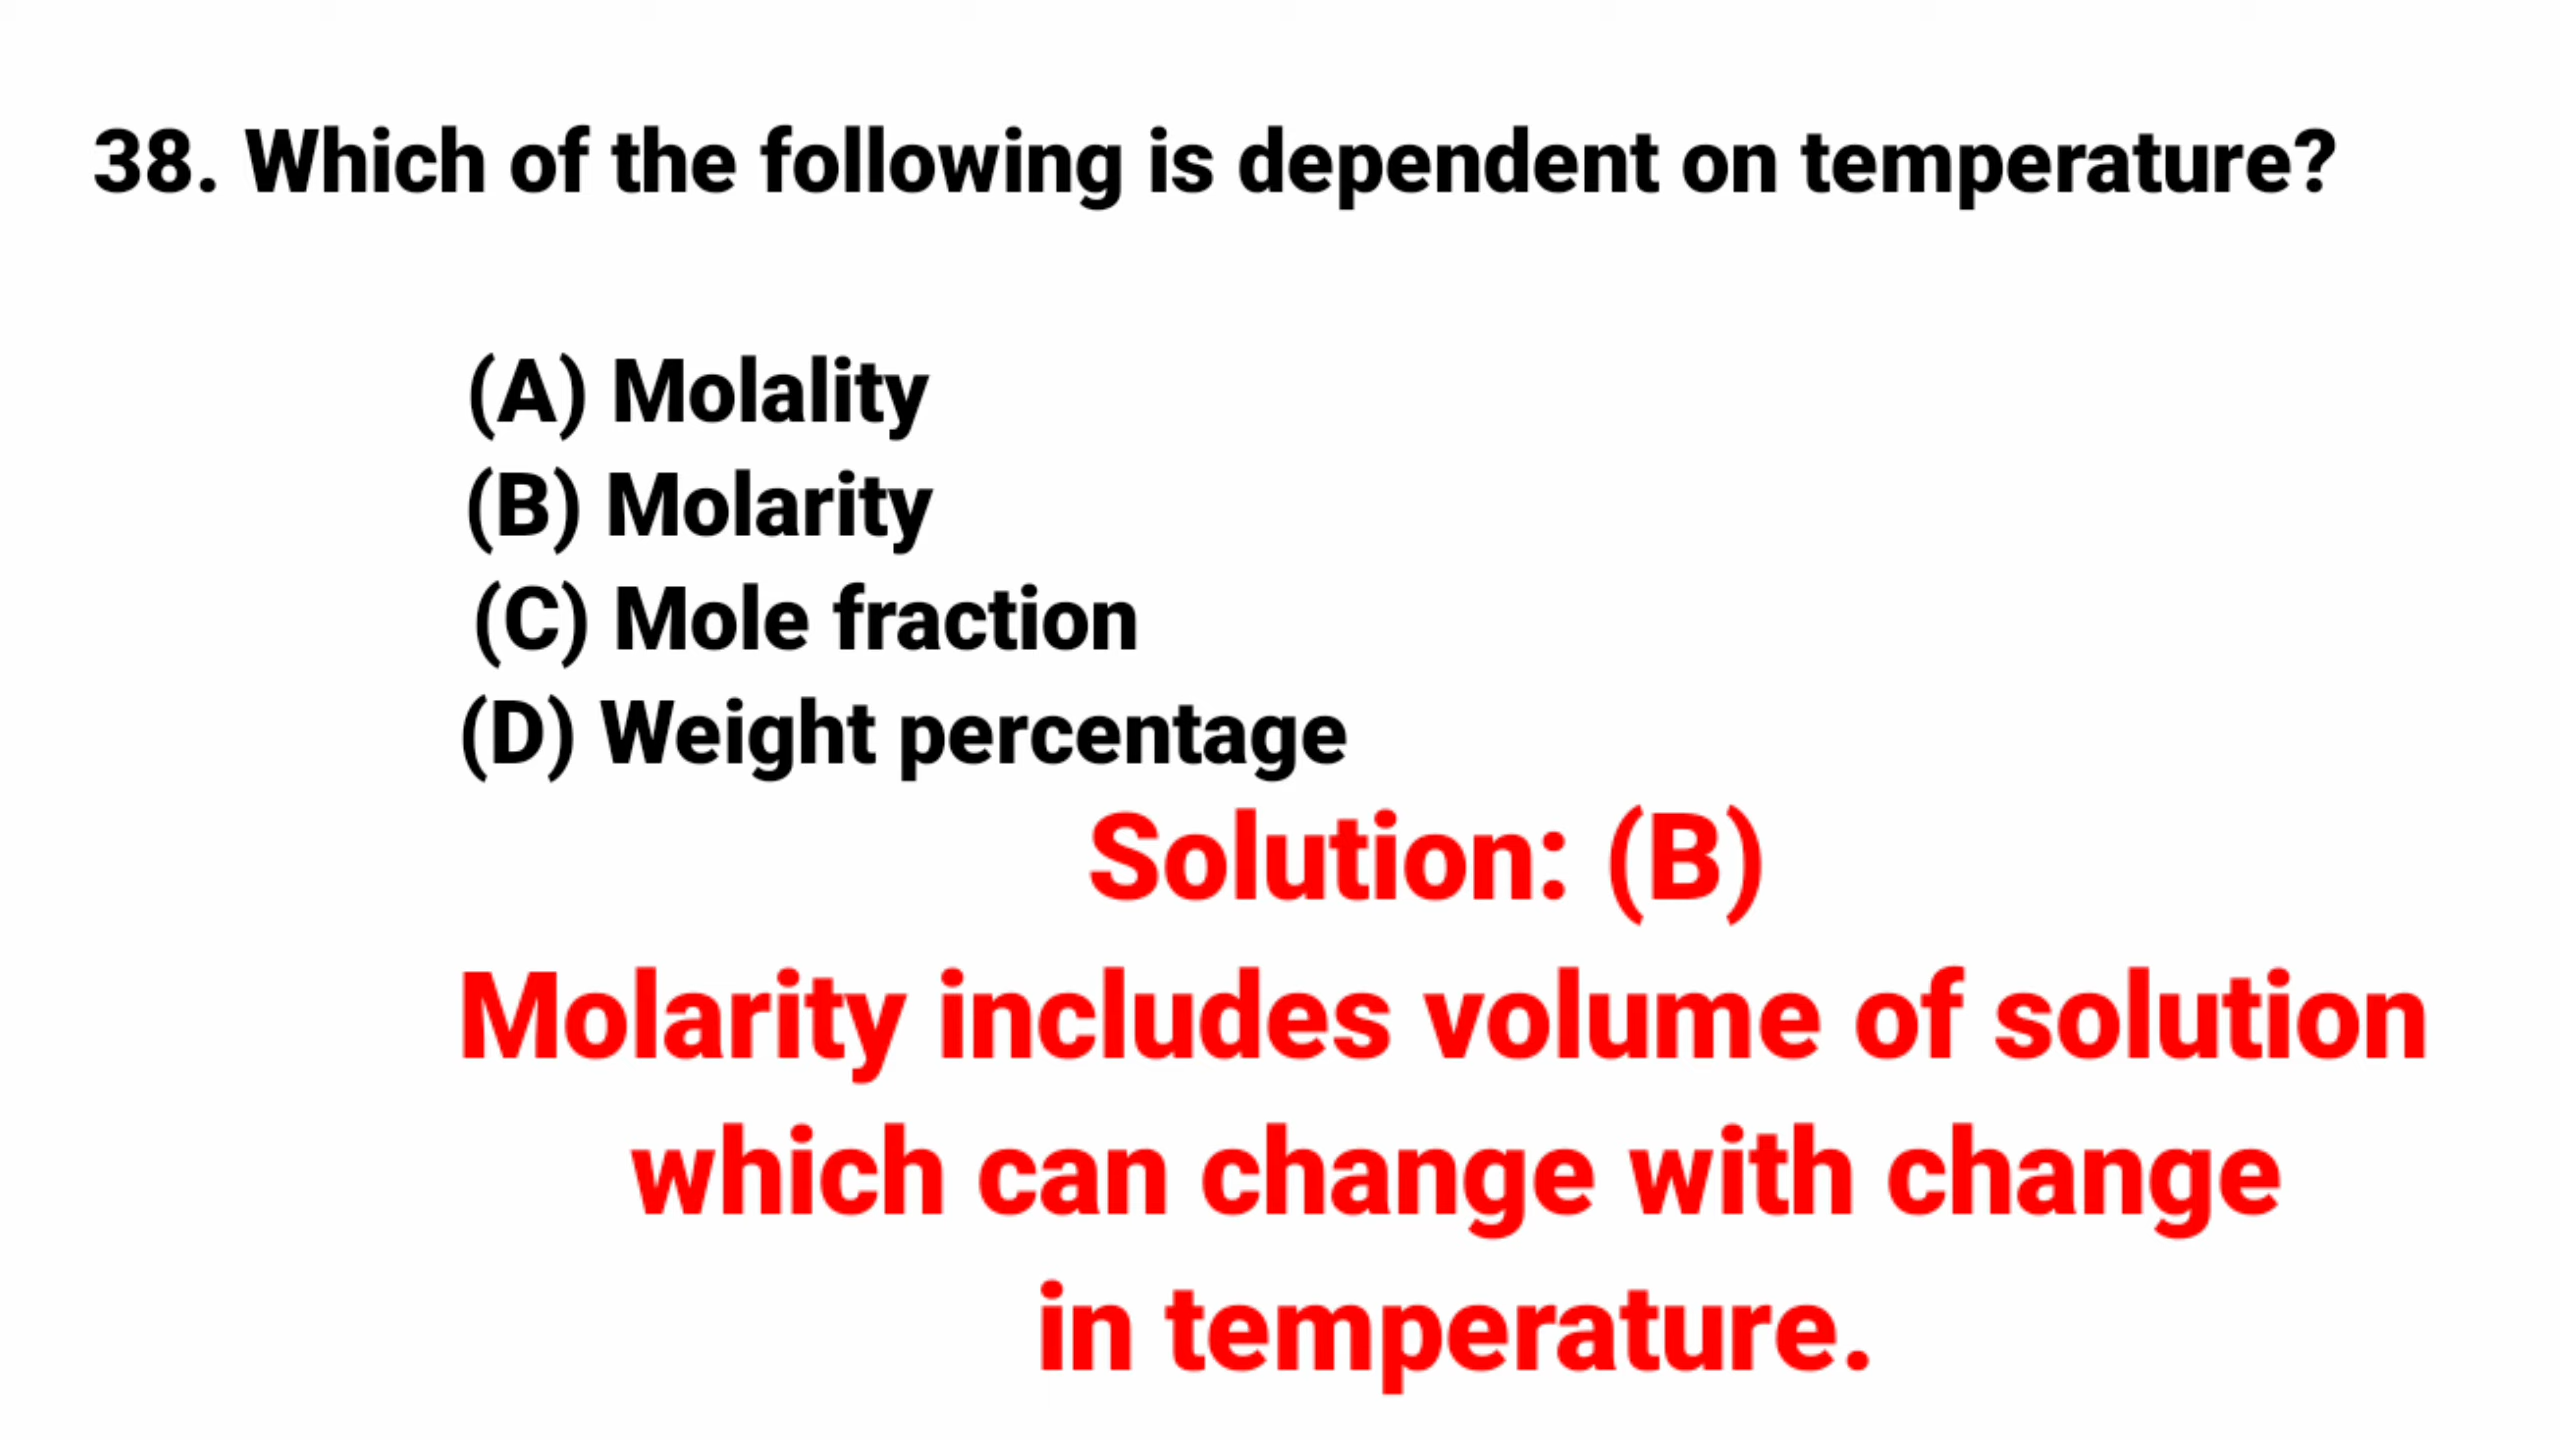 38. Which of the following is dependent on temperature?
(A) Molality
(B) Molarity
(C) Mole fraction
(D) Weight percentage
Solution: (B)
Molarity includes volume of solution
which can change with change
in temperature.